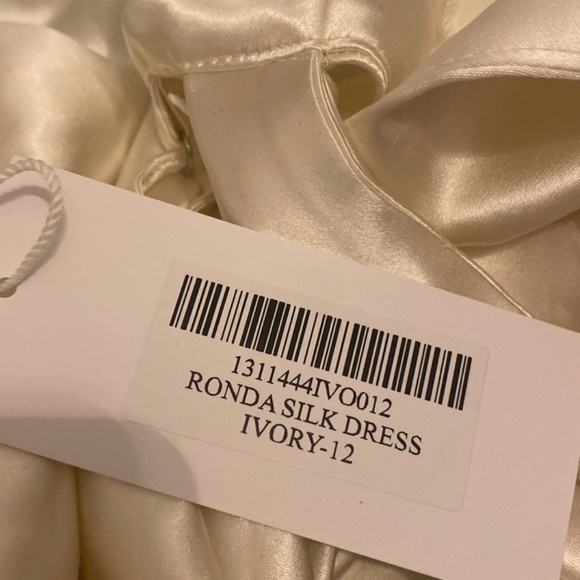 1311444IVO012
RONDA SILK DRESS
IVORY-12